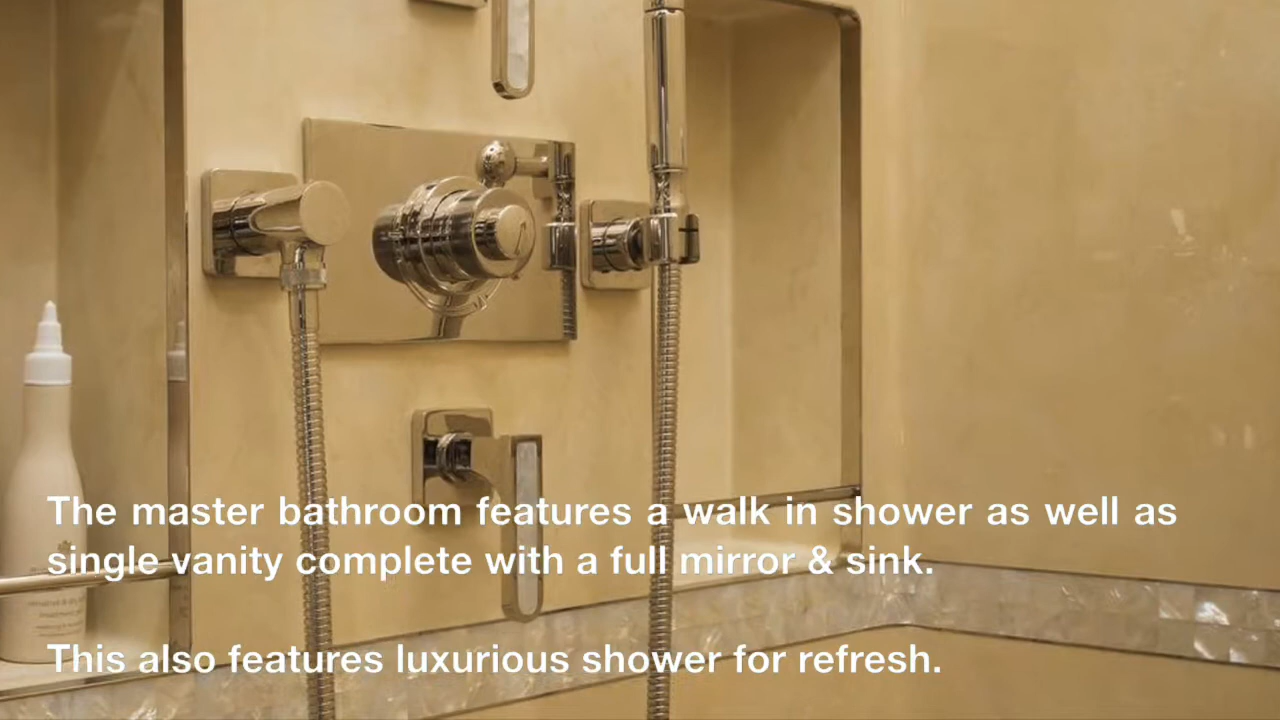 The master bathroom features a walk in shower as well as
single vanity complete with a full mirror & sink.
This also features luxurious shower for refresh.